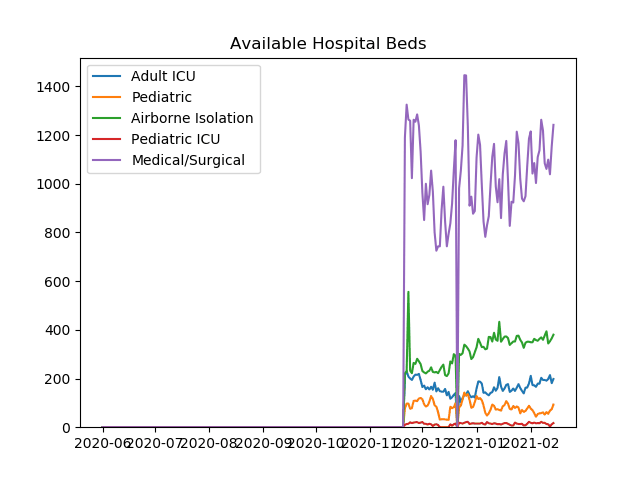 Available Hospital Beds
Adult ICU
Pediatric
Airborne Isolation
Pediatric ICU
Medical/Surgical
1400
1200
1000
800
600
400
200
0
2020-06 2020-07 2020-08 2020-09 2020-10 2020-11 2020-12 2021-01 2021-02